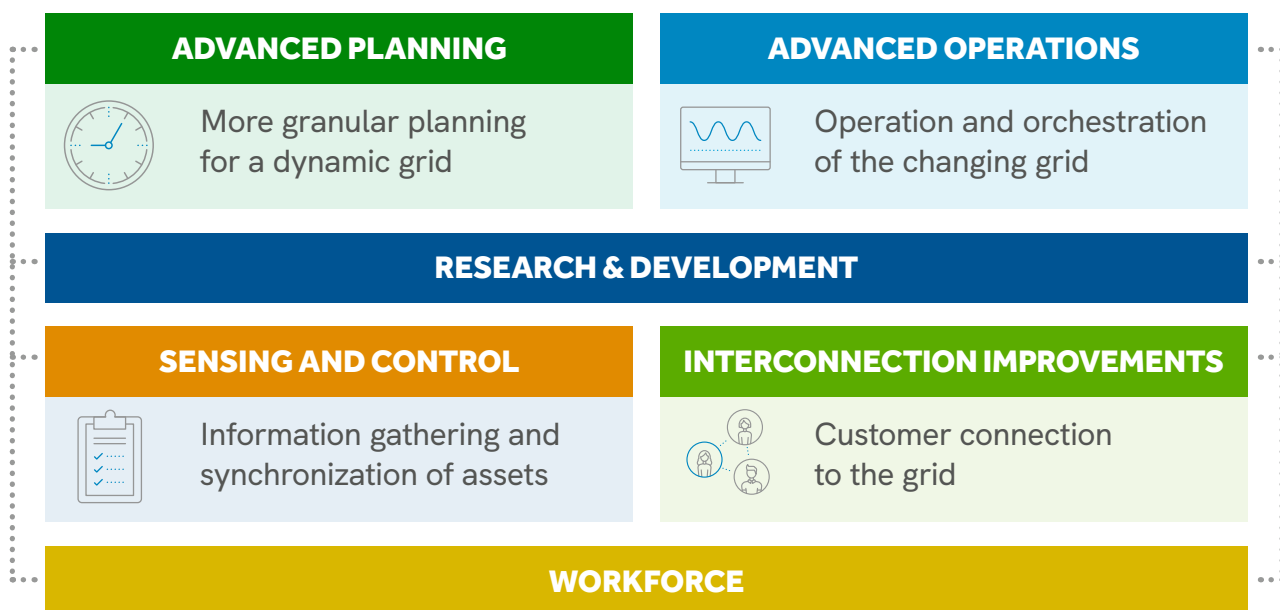 ADVANCED PLANNING
More granular planning
for a dynamic grid
ADVANCED OPERATIONS
Operation and orchestration
of the changing grid
RESEARCH & DEVELOPMENT
SENSING AND CONTROL
Information gathering and
synchronization of assets
INTERCONNECTION IMPROVEMENTS
Customer connection
to the grid
WORKFORCE